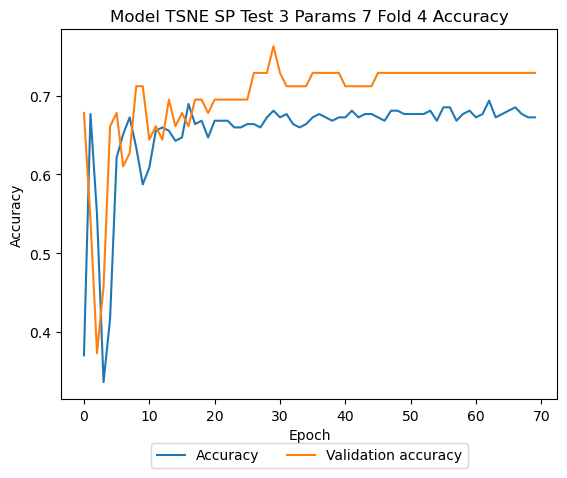 Model TSNE SP Test 3 Params 7 Fold 4 Accuracy
Accuracy
0.7
0.6
0.5
0.4
0 10 20 30 40 50 60 70
Epoch
Accuracy Validation accuracy